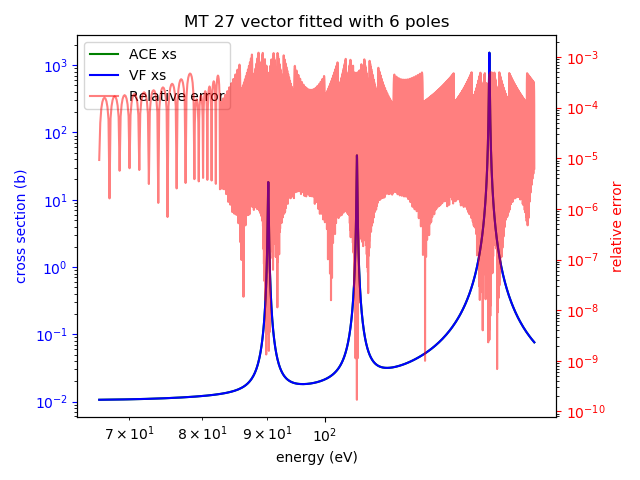 MT 27 vector fitted with 6 poles
ACE xs
VF xs
Relative error
cross section (b)
10³
10²
10¹
10⁰
10⁻¹
10⁻²
relative error
10⁻³
10⁻⁴
10⁻⁵
10⁻⁶
10⁻⁷
10⁻⁸
10⁻⁹
10⁻¹⁰
7 × 10¹ 8 × 10¹ 9 × 10¹ 10²
energy (eV)